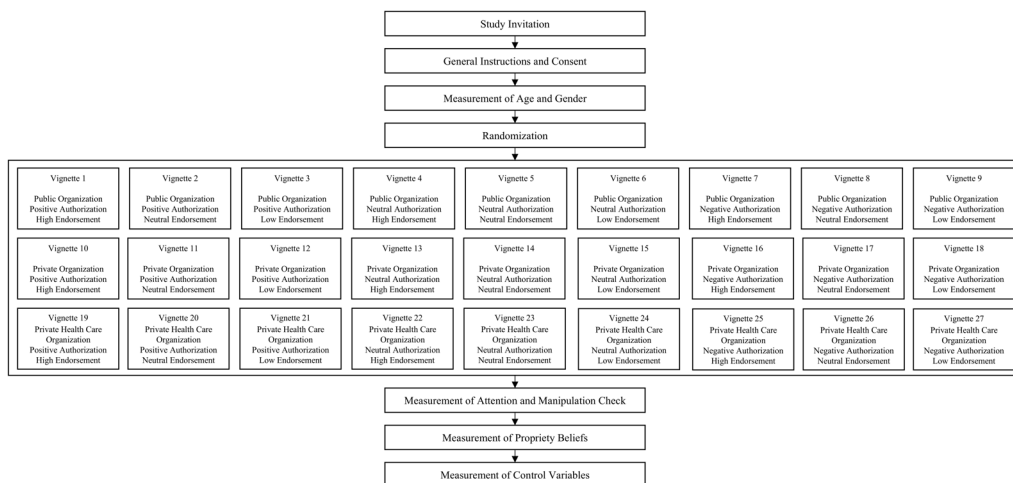 Study Invitation
General Instructions and Consent
Measurement of Age and Gender
Randomization
Vignette 1
Public Organization
Positive Authorization
High Endorsement
Vignette 2
Public Organization
Positive Authorization
Neutral Endorsement
Vignette 3
Public Organization
Positive Authorization
Low Endorsement
Vignette 4
Public Organization
Neutral Authorization
High Endorsement
Vignette 5
Public Organization
Neutral Authorization
Neutral Endorsement
Vignette 6
Public Organization
Neutral Authorization
Low Endorsement
Vignette 7
Public Organization
Negative Authorization
High Endorsement
Vignette 8
Public Organization
Negative Authorization
Neutral Endorsement
Vignette 9
Public Organization
Negative Authorization
Low Endorsement
Vignette 10
Private Organization
Positive Authorization
High Endorsement
Vignette 11
Private Organization
Positive Authorization
Neutral Endorsement
Vignette 12
Private Organization
Positive Authorization
Low Endorsement
Vignette 13
Private Organization
Neutral Authorization
High Endorsement
Vignette 14
Private Organization
Neutral Authorization
Neutral Endorsement
Vignette 15
Private Organization
Neutral Authorization
Low Endorsement
Vignette 16
Private Organization
Negative Authorization
High Endorsement
Vignette 17
Private Organization
Negative Authorization
Neutral Endorsement
Vignette 18
Private Organization
Negative Authorization
Low Endorsement
Vignette 19
Private Health Care
Organization
Positive Authorization
High Endorsement
Vignette 20
Private Health Care
Organization
Positive Authorization
Neutral Endorsement
Vignette 21
Private Health Care
Organization
Positive Authorization
Low Endorsement
Vignette 22
Private Health Care
Organization
Neutral Authorization
High Endorsement
Vignette 23
Private Health Care
Organization
Neutral Authorization
Neutral Endorsement
Vignette 24
Private Health Care
Organization
Neutral Authorization
Low Endorsement
Vignette 25
Private Health Care
Organization
Negative Authorization
High Endorsement
Vignette 26
Private Health Care
Organization
Negative Authorization
Neutral Endorsement
Vignette 27
Private Health Care
Organization
Negative Authorization
Low Endorsement
Measurement of Attention and Manipulation Check
Measurement of Propriety Beliefs
Measurement of Control Variables